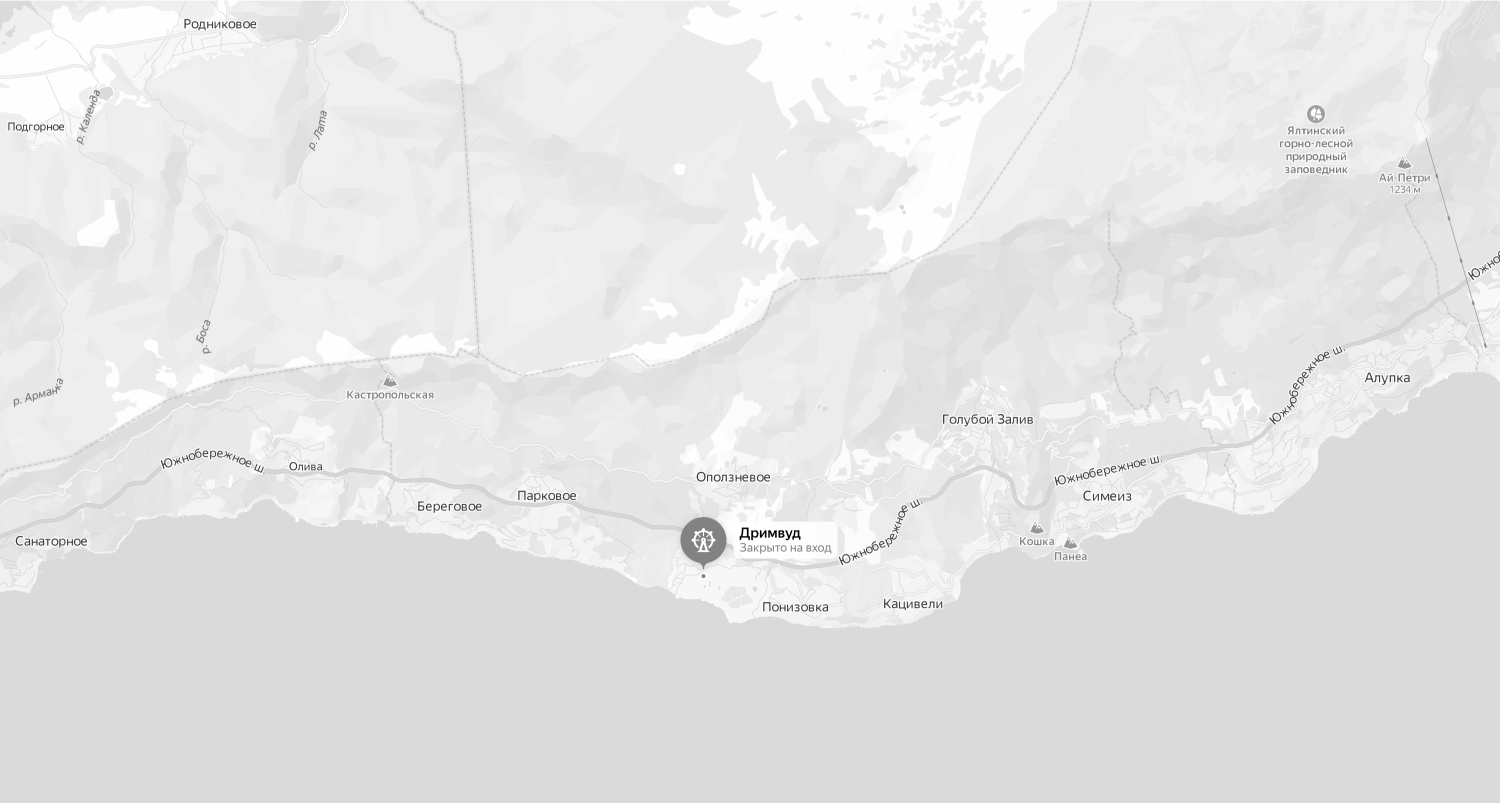 Родниковое
р. Календа
р. Лата
Подгорное
Ялтинский
горно-лесной
природный
заповедник
Ай-Петри
1234 м
р. Боса
Южно
р. Арманка
Кастропольская
Южнобережное ш.
Алупка
Голубой Залив
Южнобережное ш.
Олива
Южнобережное ш.
Оползневое
Береговое
Парковое
Симеиз
Санаторное
Дримвуд
Закрыто на вход
Южнобережное ш.
Кошка
Панеа
Понизовка
Кацивели